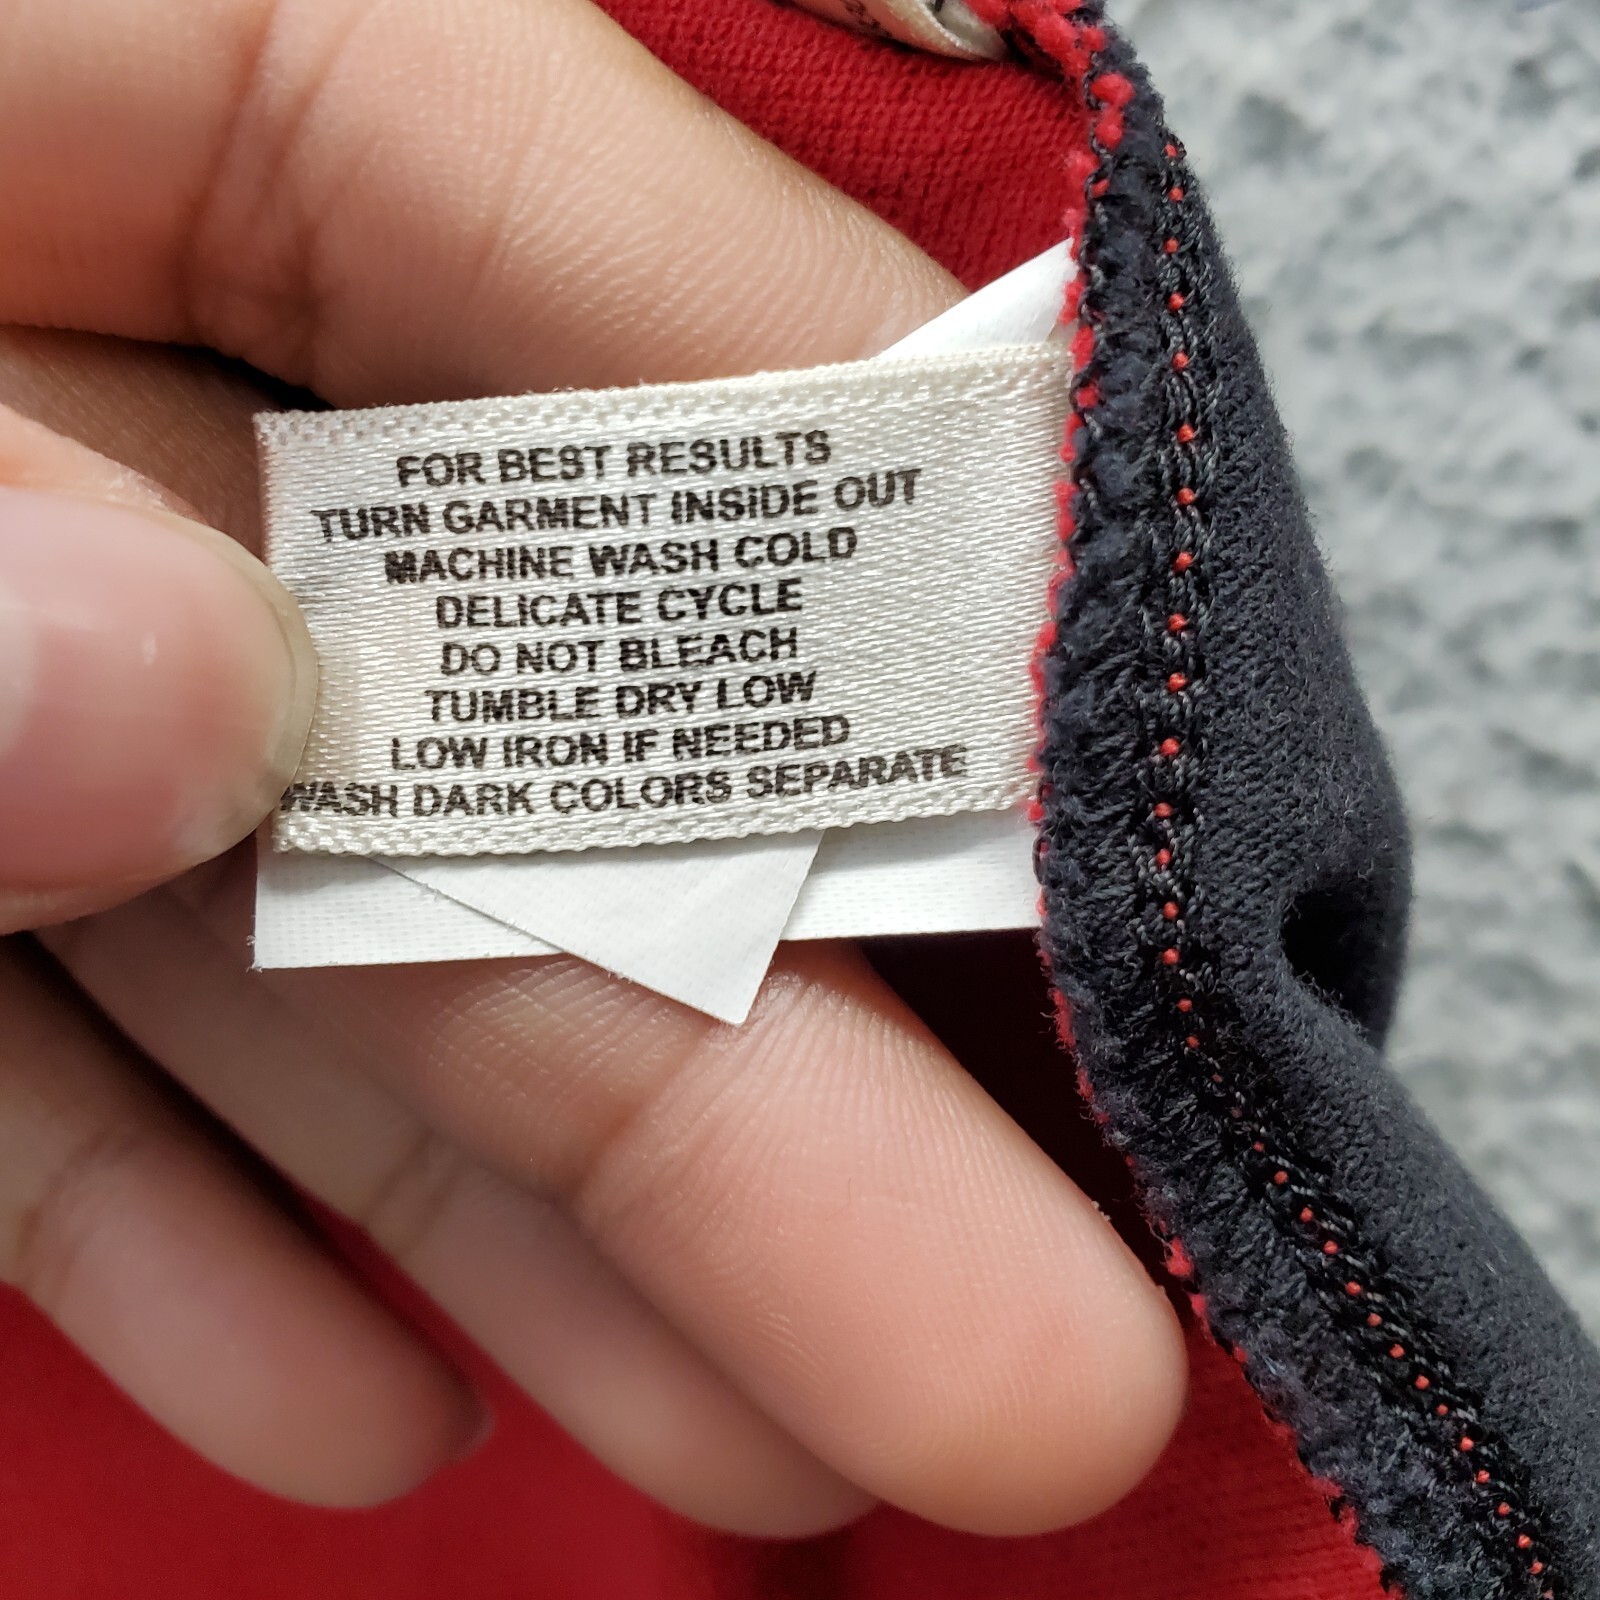 FOR BEST RESULTS
TURN GARMENT INSIDE OUT
MACHINE WASH COLD
DELICATE CYCLE
DO NOT BLEACH
TUMBLE DRY LOW
LOW IRON IF NEEDED
WASH DARK COLORS SEPARATE